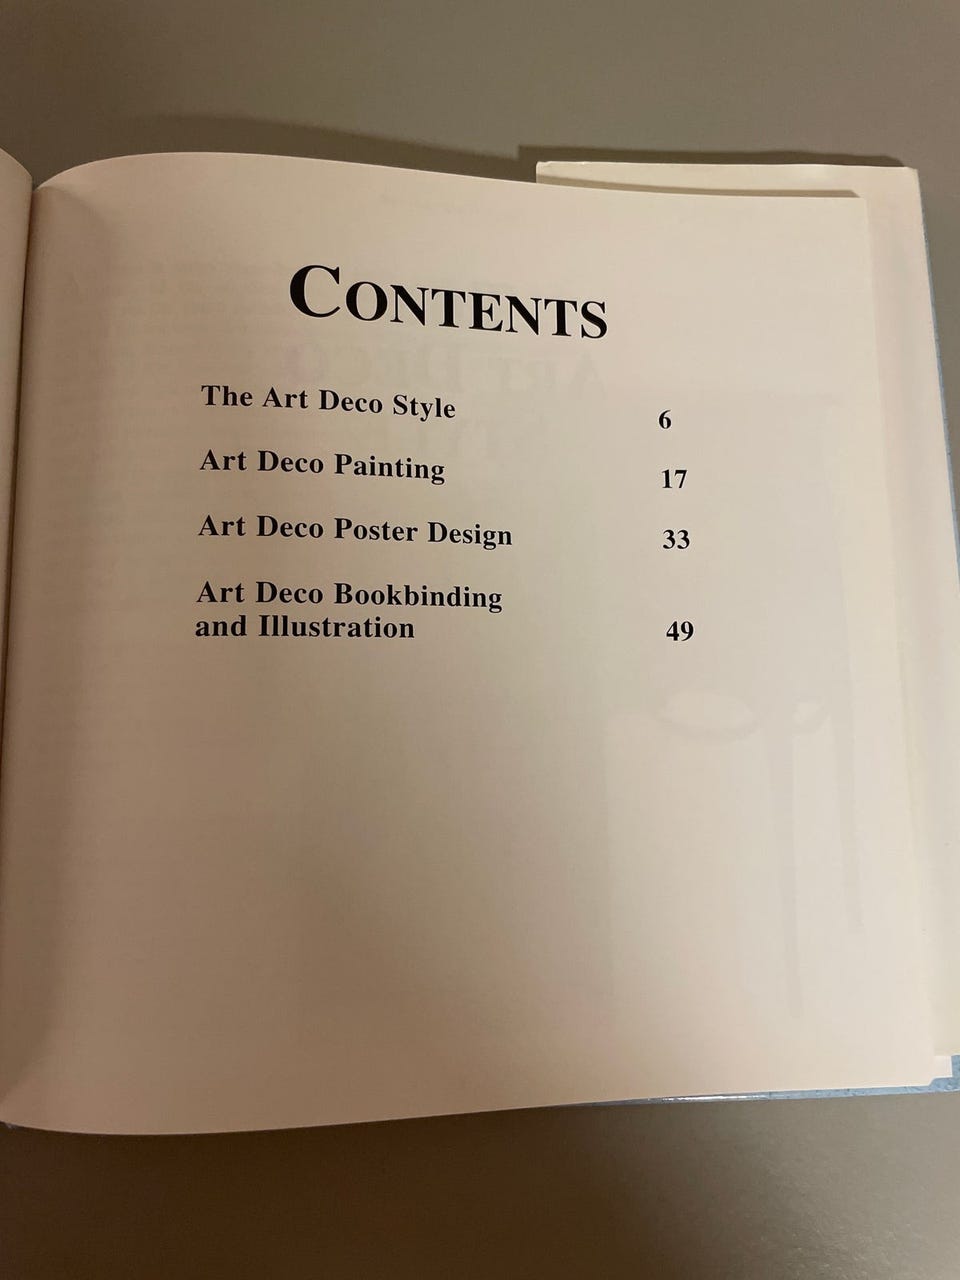 CONTENTS
The Art Deco Style 6
Art Deco Painting 17
Art Deco Poster Design 33
Art Deco Bookbinding
and Illustration 49